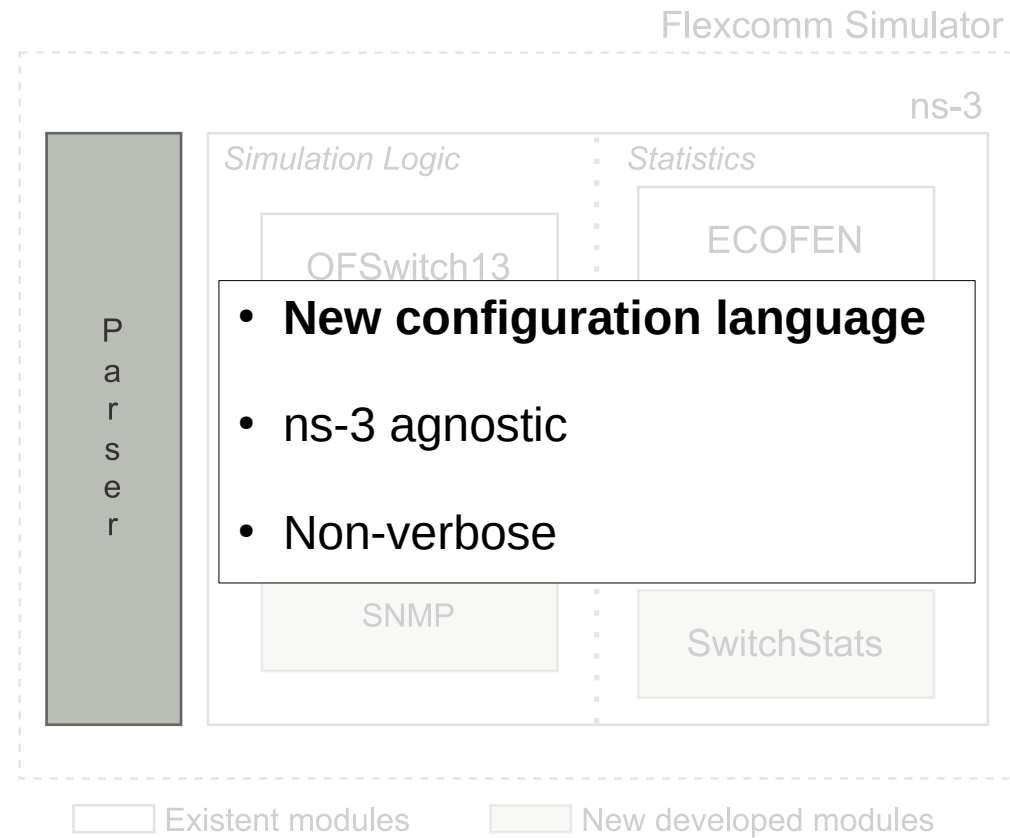 Flexcomm Simulator
ns-3
Parser
Simulation Logic
Statistics
OFSwitch13
ECOFEN
• New configuration language
• ns-3 agnostic
• Non-verbose
SNMP
SwitchStats
Existent modules
New developed modules